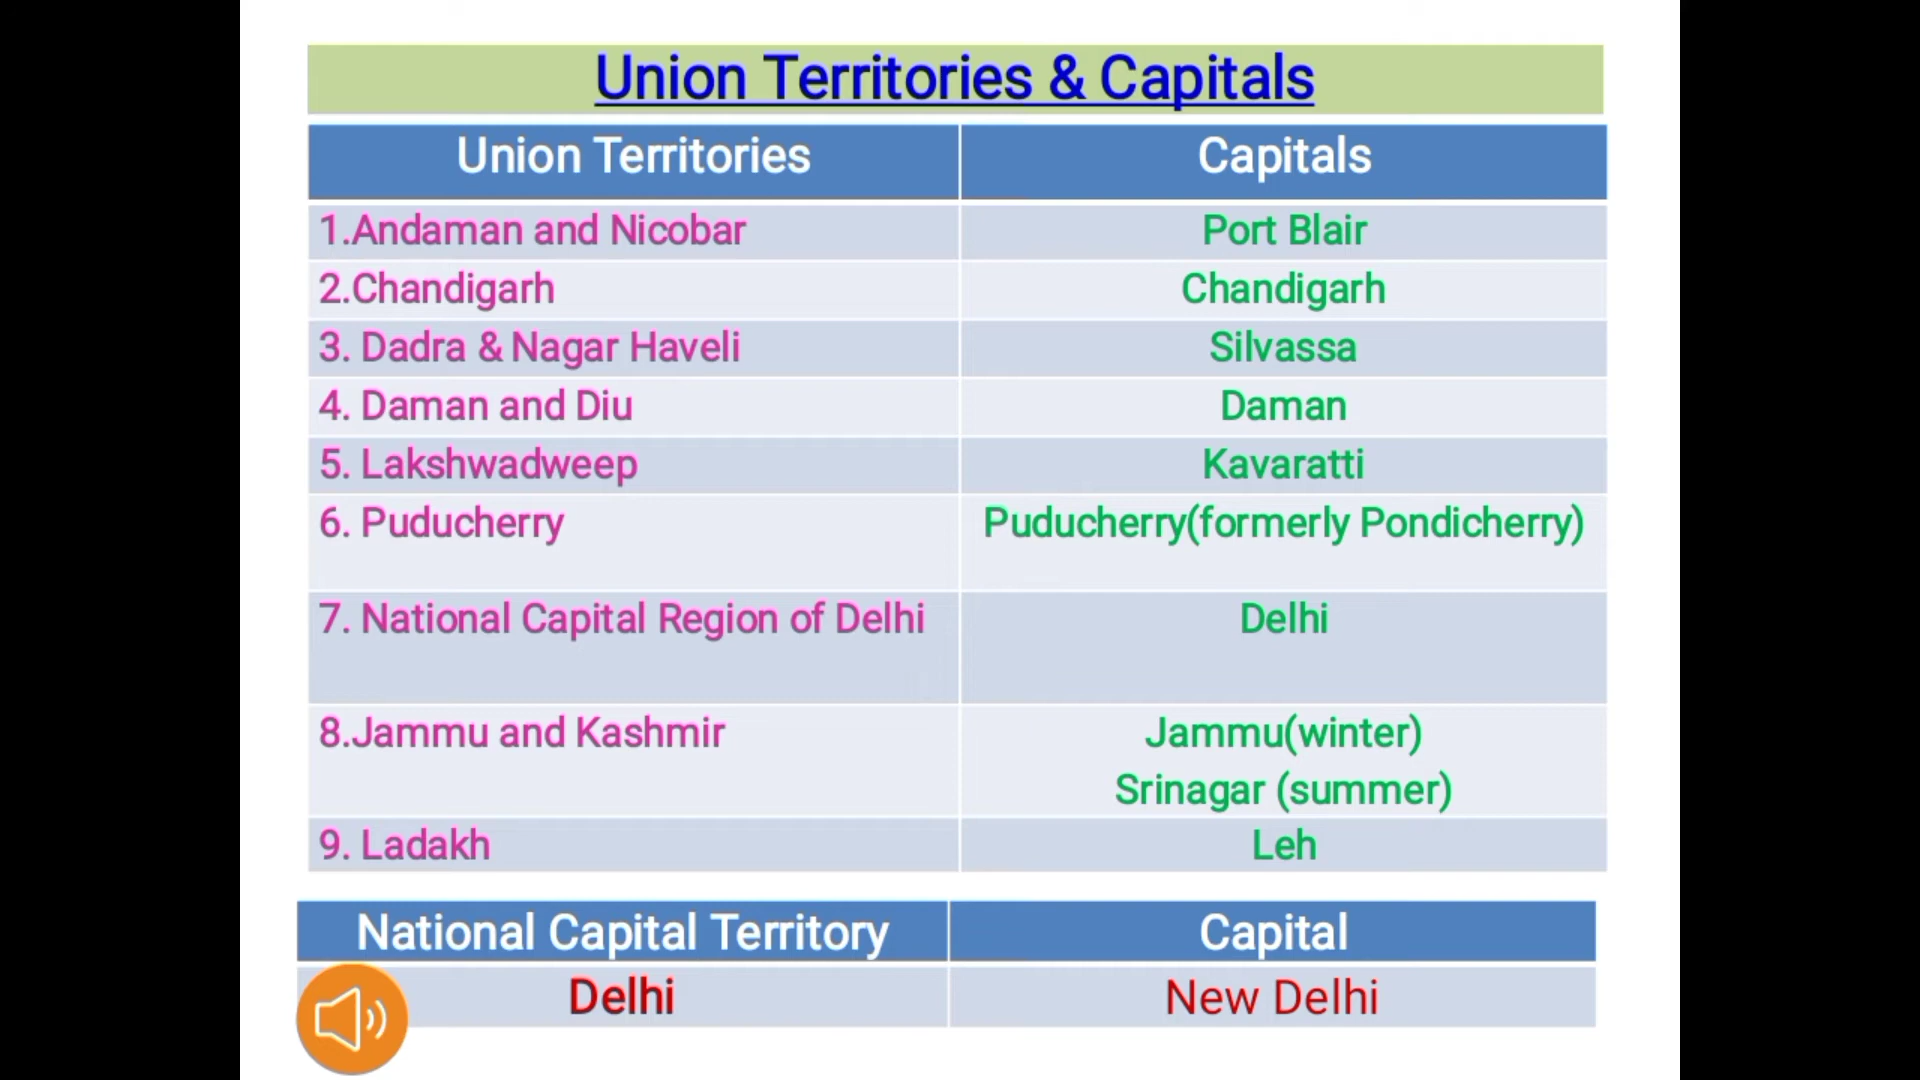 Union Territories & Capitals
Union Territories Capitals
1.Andaman and Nicobar Port Blair
2.Chandigarh Chandigarh
3. Dadra & Nagar Haveli Silvassa
4. Daman and Diu Daman
5. Lakshwadweep Kavaratti
6. Puducherry Puducherry(formerly Pondicherry)
7. National Capital Region of Delhi Delhi
8.Jammu and Kashmir Jammu(winter)
Srinagar (summer)
9. Ladakh Leh
National Capital Territory Capital
Delhi New Delhi